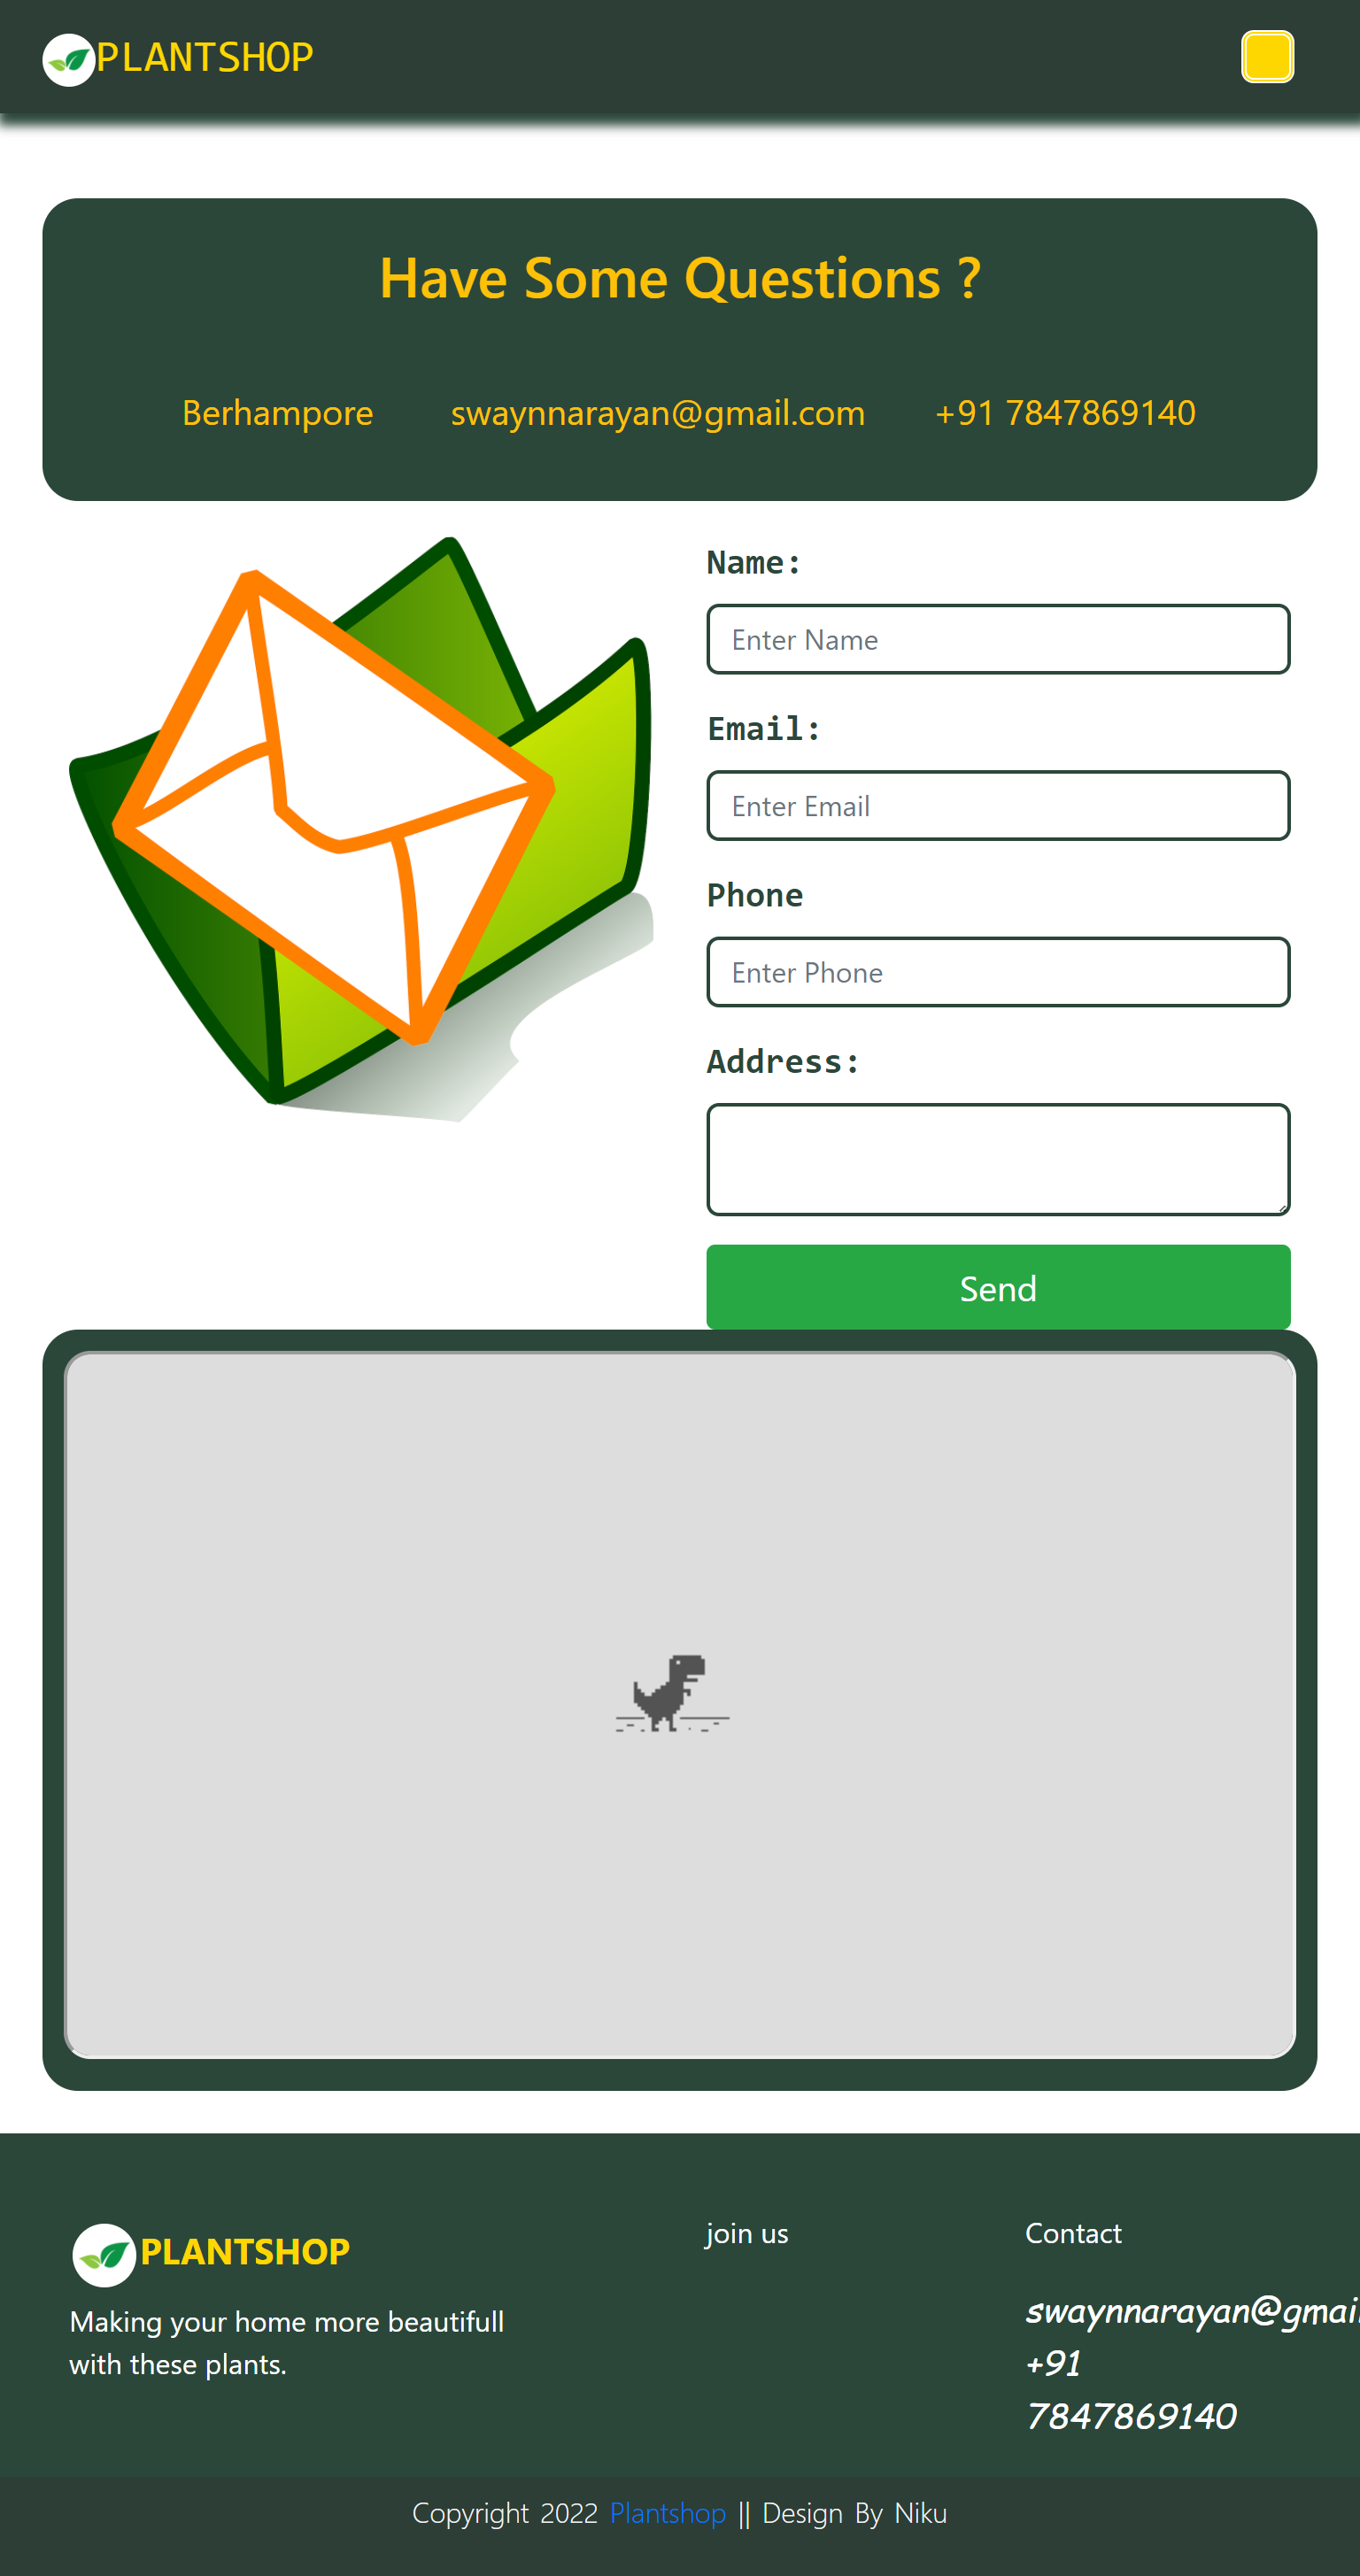 PLANTSHOP
Have Some Questions ?
Berhampore swaynnarayan@gmail.com +91 7847869140
Name:
Enter Name
Email:
Enter Email
Phone
Enter Phone
Address:
Send
PLANTSHOP
Making your home more beautifull
with these plants.
join us
Contact
swaynnarayan@gmai
+91
7847869140
Copyright 2022 Plantshop || Design By Niku